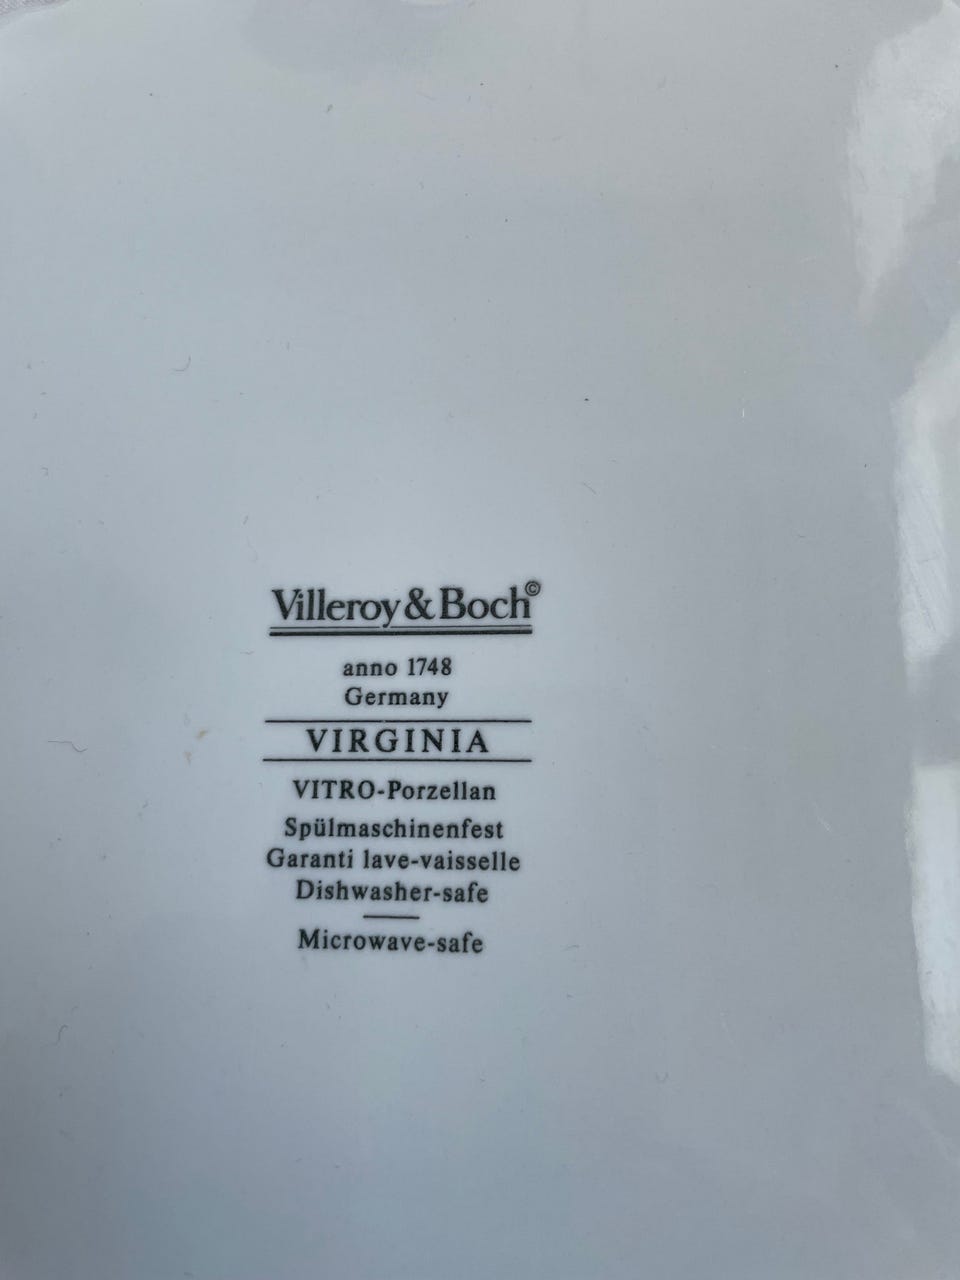 Villeroy & Boch©
anno 1748
Germany
VIRGINIA
VITRO-Porzellan
Spülmaschinenfest
Garanti lave-vaisselle
Dishwasher-safe
Microwave-safe